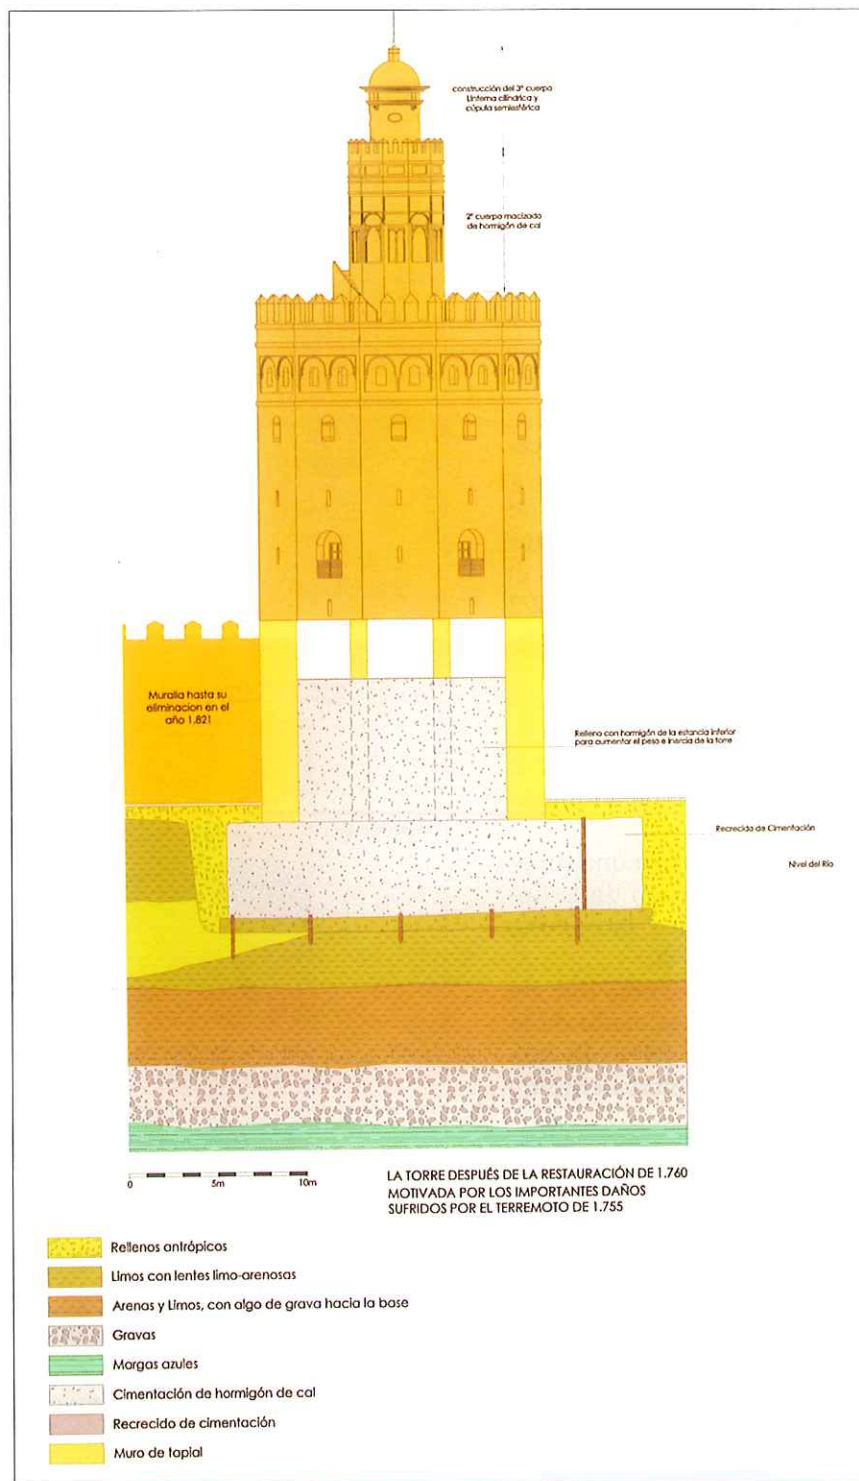 construcción del 3º cuerpo
Linterna cilíndrica y
cúpula semiesférica
2º cuerpo macizado
de hormigón de cal
Muralla hasta su
eliminacion en el
año 1.821
Relleno con hormigón de la estancia inferior
para aumentar el peso e inercia de la torre
Recrecido de Cimentación
Nivel del Río
0 5m 10m
LA TORRE DESPUÉS DE LA RESTAURACIÓN DE 1.760
MOTIVADA POR LOS IMPORTANTES DAÑOS
SUFRIDOS POR EL TERREMOTO DE 1.755
Rellenos antrópicos
Limos con lentes limo-arenosas
Arenas y Limos, con algo de grava hacia la base
Gravas
Margas azules
Cimentación de hormigón de cal
Recrecido de cimentación
Muro de tapial